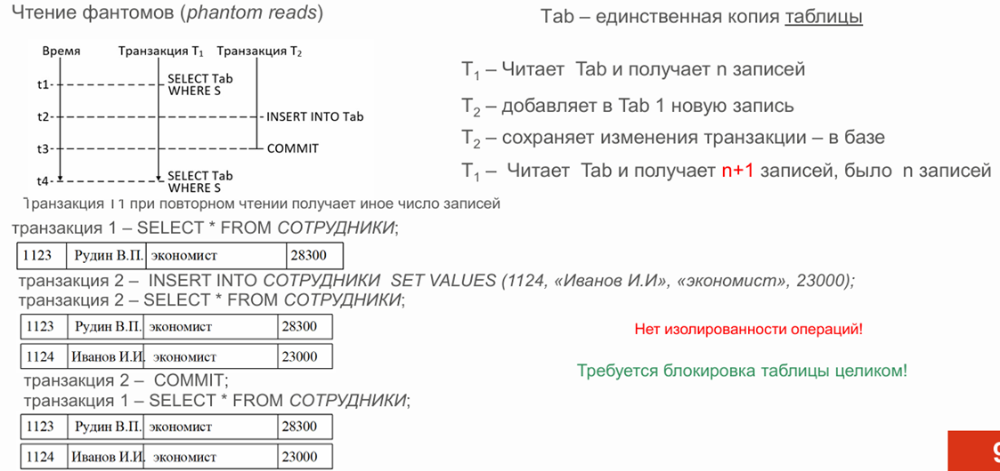 Чтение фантомов (phantom reads)
Tab – единственная копия таблицы
Время Транзакция T1 Транзакция T2
t1
SELECT Tab
WHERE S
t2
INSERT INTO Tab
t3
COMMIT
t4
SELECT Tab
WHERE S
T1 – Читает Tab и получает n записей
T2 – добавляет в Tab 1 новую запись
T2 – сохраняет изменения транзакции – в базе
T1 – Читает Tab и получает n+1 записей, было n записей
Транзакция T1 при повторном чтении получает иное число записей
транзакция 1 – SELECT * FROM СОТРУДНИКИ;
1123 Рудин В.П. экономист 28300
транзакция 2 – INSERT INTO СОТРУДНИКИ SET VALUES (1124, «Иванов И.И», «экономист», 23000);
транзакция 2 – SELECT * FROM СОТРУДНИКИ;
1123 Рудин В.П. экономист 28300
1124 Иванов И.И. экономист 23000
транзакция 2 – COMMIT;
транзакция 1 – SELECT * FROM СОТРУДНИКИ;
1123 Рудин В.П. экономист 28300
1124 Иванов И.И. экономист 23000
Нет изолированности операций!
Требуется блокировка таблицы целиком!